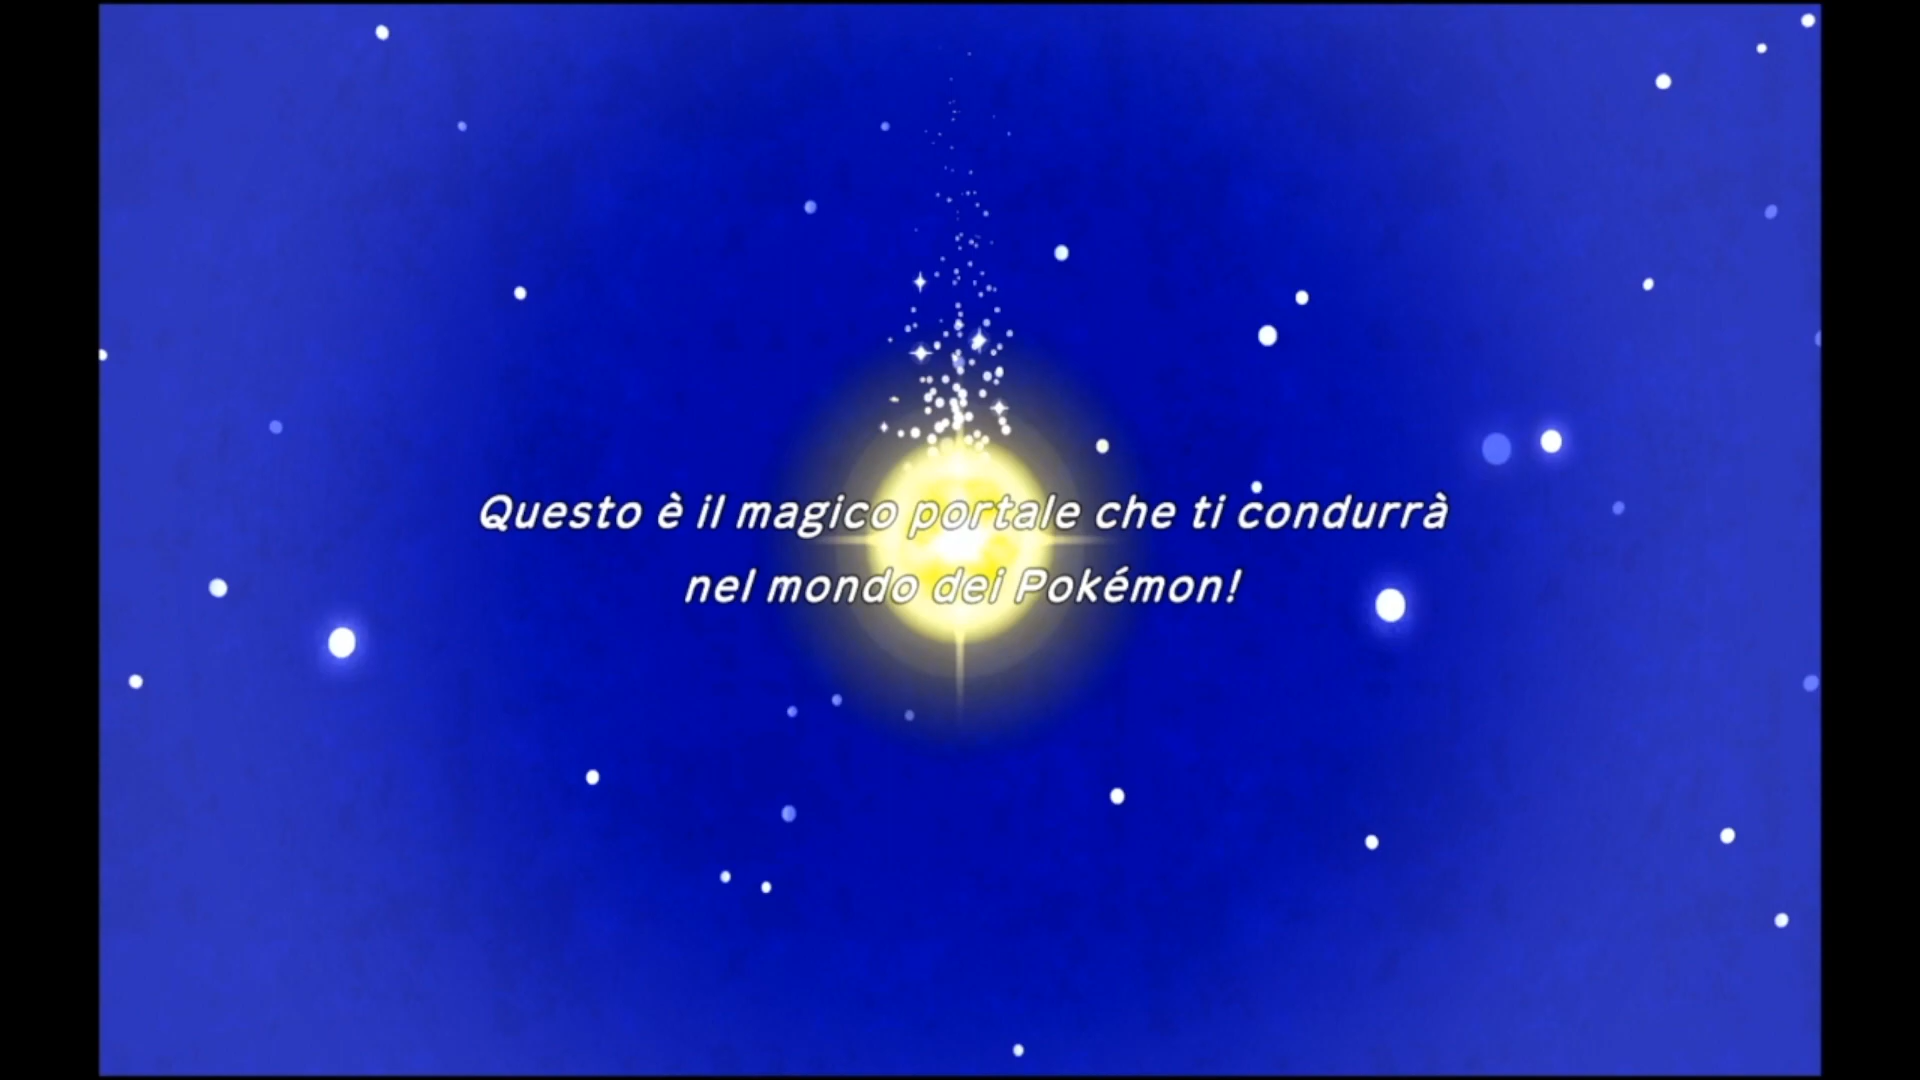 Questo è il magico portale che ti condurrà
nel mondo dei Pokémon!